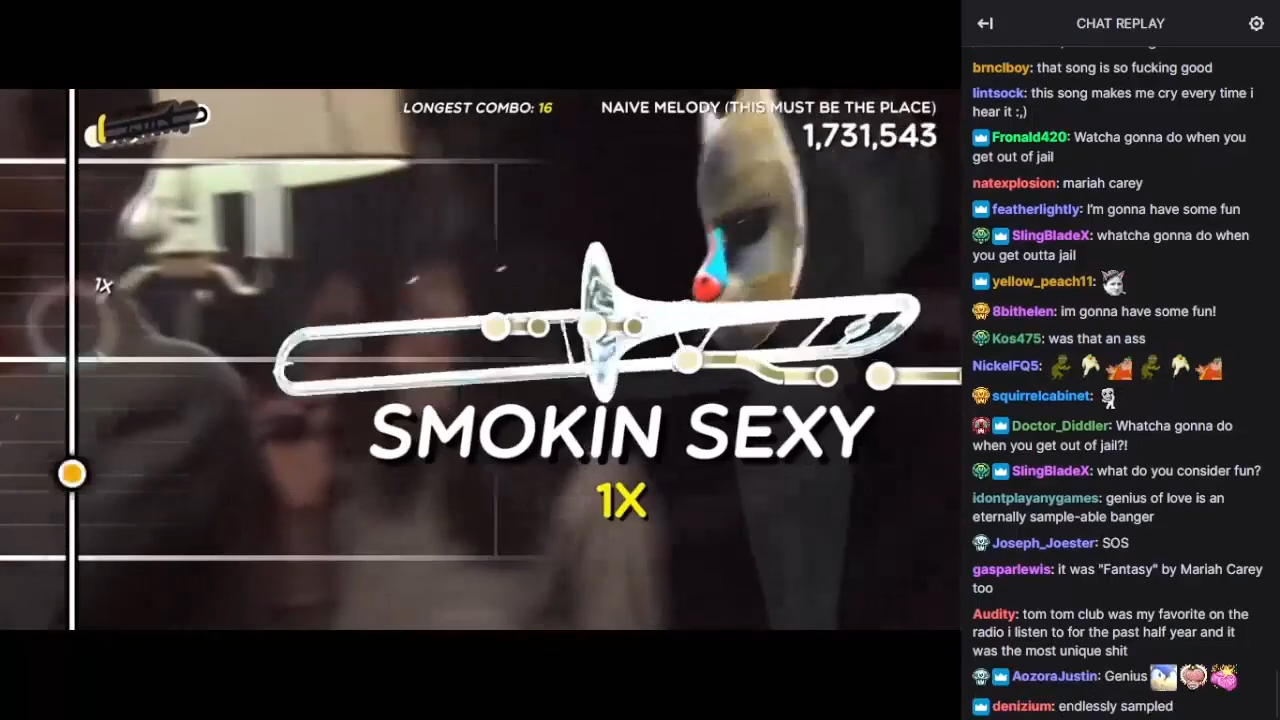 LONGEST COMBO: 16
NAIVE MELODY (THIS MUST BE THE PLACE)
1,731,543
1X
SMOKIN SEXY
1X
CHAT REPLAY
brnclboy: that song is so fucking good
lintsock: this song makes me cry every time i
hear it :,)
Fronald420: Watcha gonna do when you
get out of jail
natexplosion: mariah carey
featherlightly: I'm gonna have some fun
SlingBladeX: whatcha gonna do when
you get outta jail
yellow_peach11:
8bithelen: im gonna have some fun!
Kos475: was that an ass
NickelFQ5:
squirrelcabinet:
Doctor_Diddler: Whatcha gonna do
when you get out of jail?!
SlingBladeX: what do you consider fun?
idontplayanygames: genius of love is an
eternally sample-able banger
Joseph_Joester: SOS
gasparlewis: it was "Fantasy" by Mariah Carey
too
Audity: tom tom club was my favorite on the
radio i listen to for the past half year and it
was the most unique shit
AozoraJustin: Genius
denizium: endlessly sampled